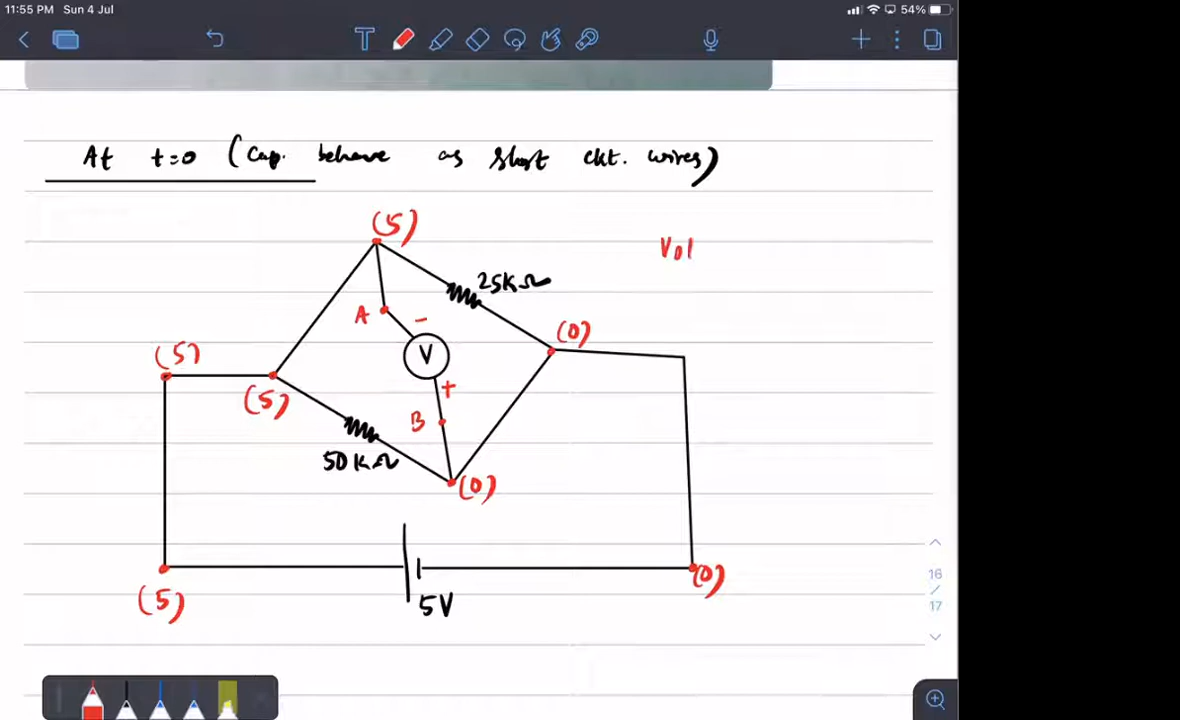 11:55 PM Sun 4 Jul
54%
T
At t=0 (Cap. behave as short ckt. wires)
(5)
Vol
25KΩ
A
-
(0)
(5)
V
(5)
+
B
50KΩ
(0)
(5)
5V
(0)
16
/
17